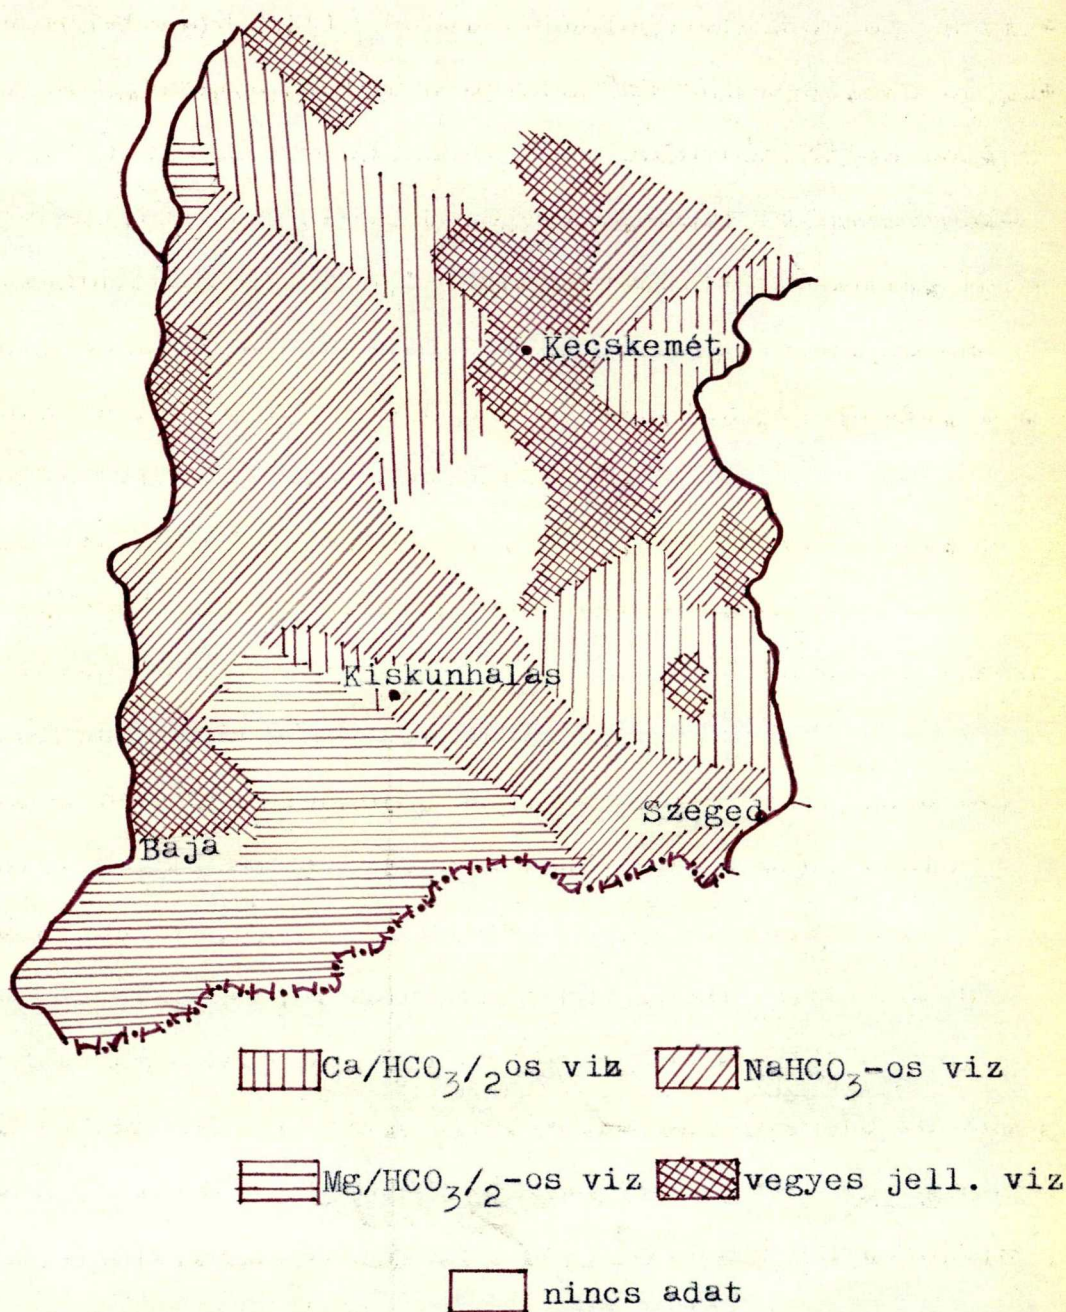 Kecskemét
Kiskunhalas
Szeged
Baja
Ca/HCO₃/₂os viz
NaHCO₃-os viz
Mg/HCO₃/₂-os viz
vegyes jell. viz
nincs adat